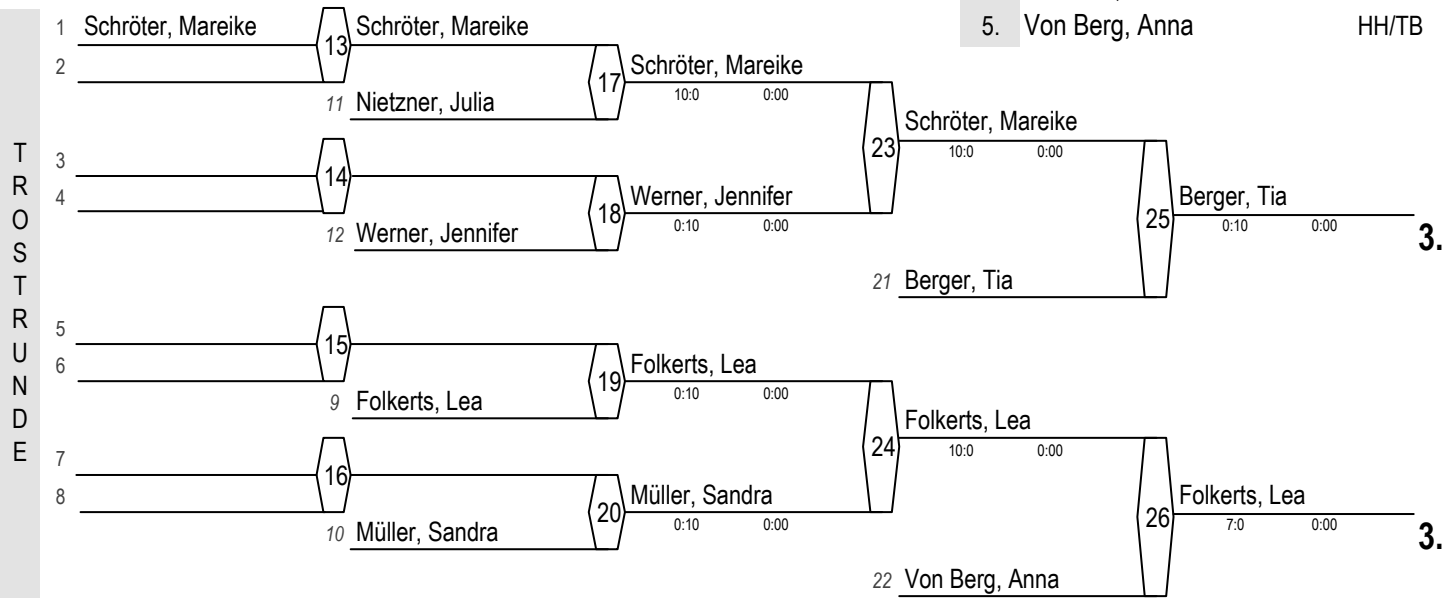 5. Von Berg, Anna HH/TB
TROSTRUNDE
1 Schröter, Mareike
2
13
Schröter, Mareike
11 Nietzner, Julia
17
Schröter, Mareike
10:0 0:00
3
4
14
12 Werner, Jennifer
18
Werner, Jennifer
0:10 0:00
23
Schröter, Mareike
10:0 0:00
21 Berger, Tia
25
Berger, Tia
0:10 0:00
3.
5
6
15
9 Folkerts, Lea
19
Folkerts, Lea
0:10 0:00
7
8
16
10 Müller, Sandra
20
Müller, Sandra
0:10 0:00
24
Folkerts, Lea
10:0 0:00
22 Von Berg, Anna
26
Folkerts, Lea
7:0 0:00
3.